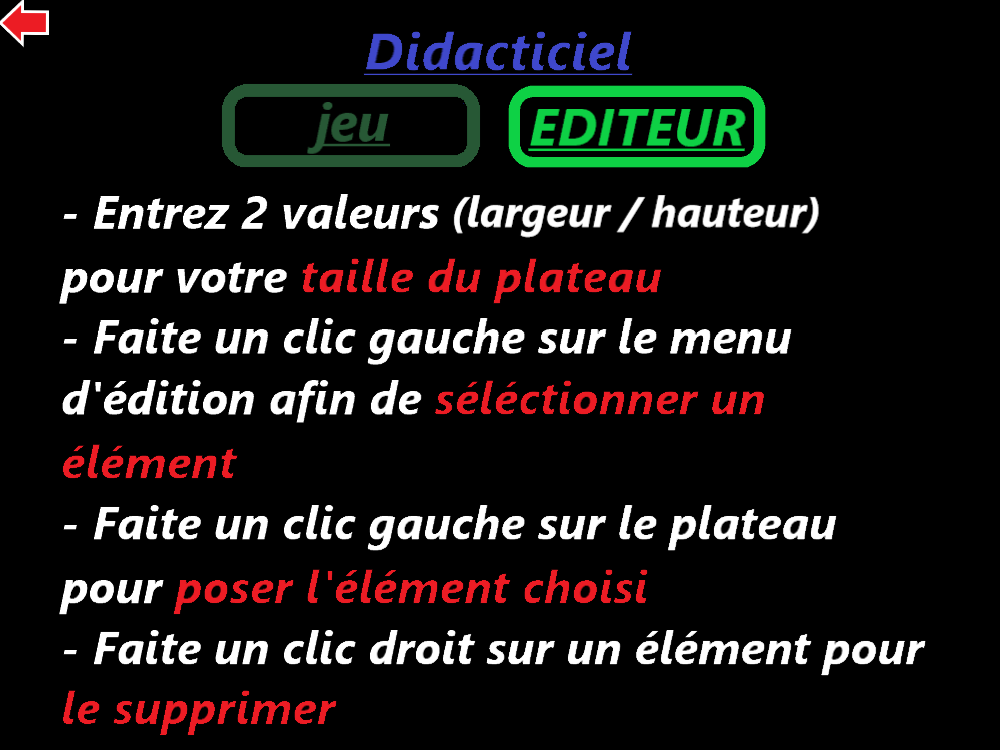 Didacticiel
jeu
EDITEUR
- Entrez 2 valeurs (largeur / hauteur)
pour votre taille du plateau
- Faite un clic gauche sur le menu
d'édition afin de séléctionner un
élément
- Faite un clic gauche sur le plateau
pour poser l'élément choisi
- Faite un clic droit sur un élément pour
le supprimer